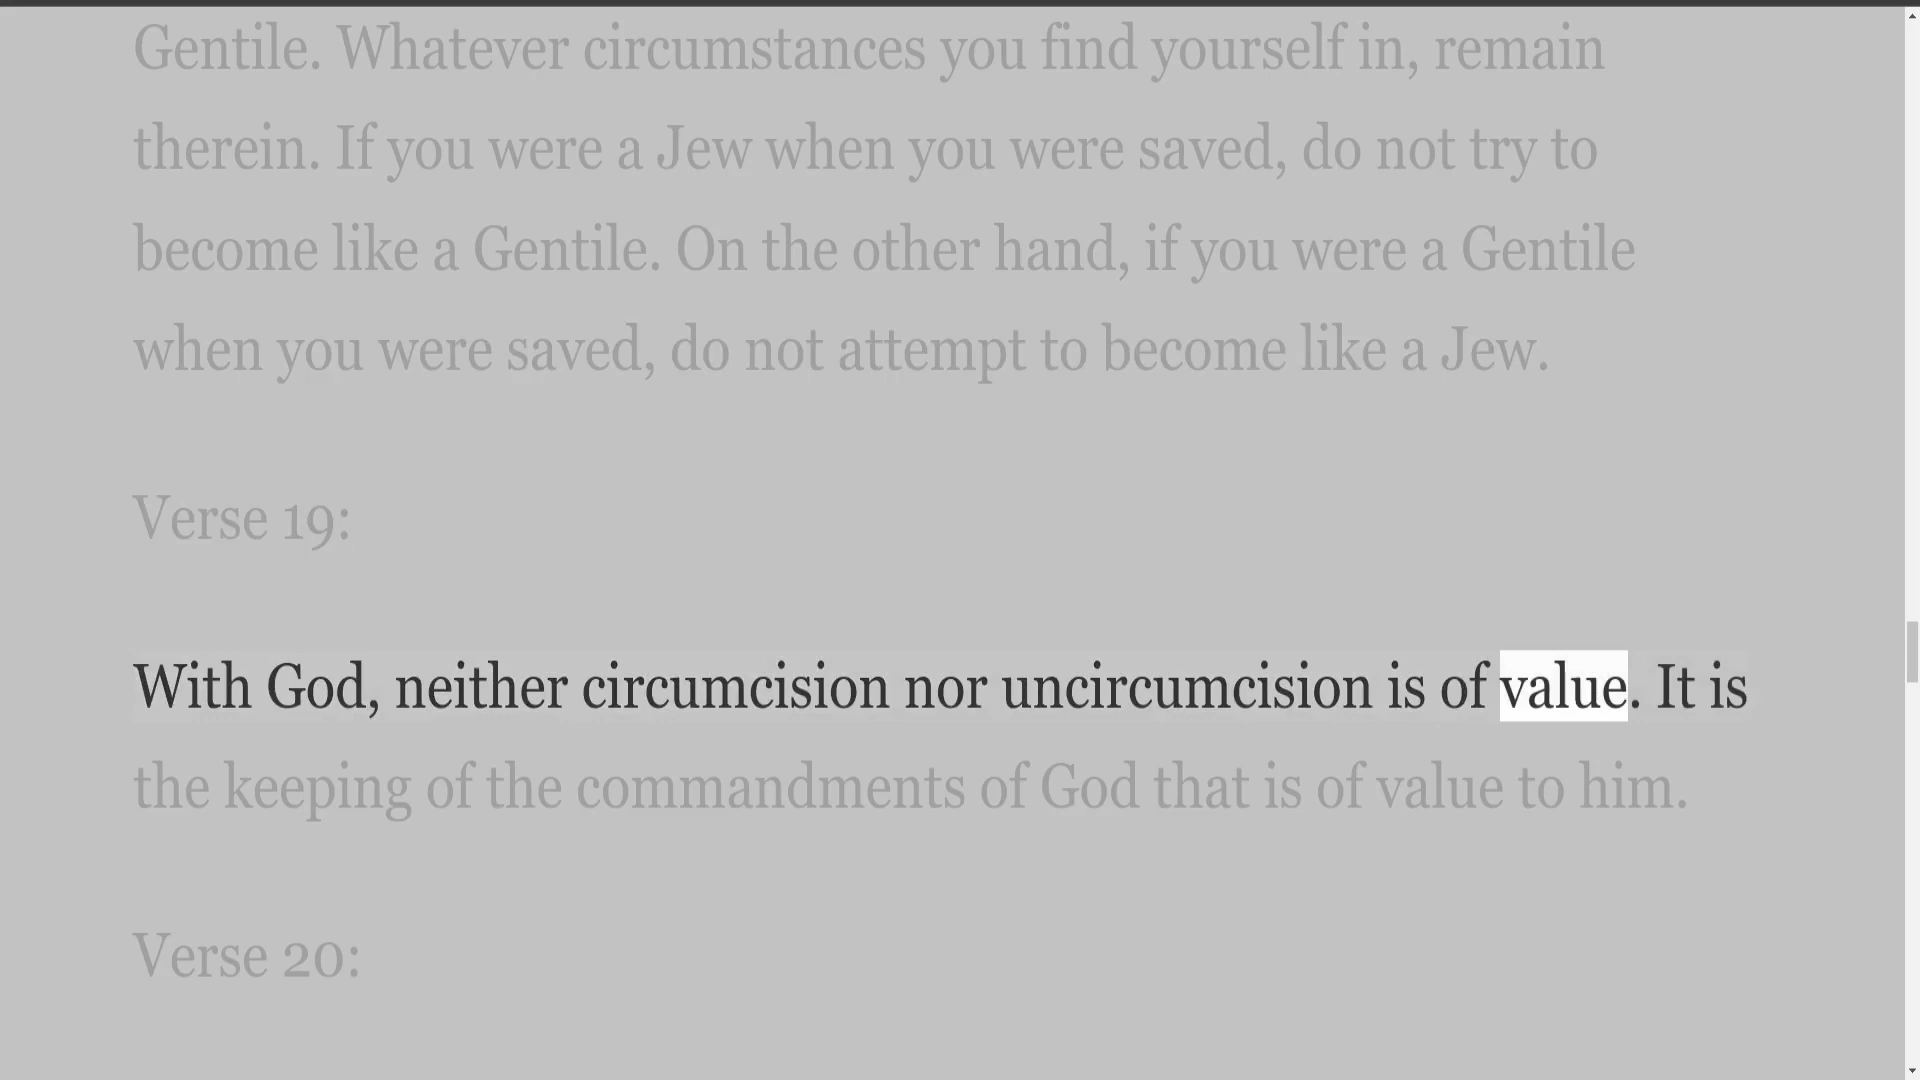 Gentile. Whatever circumstances you find yourself in, remain
therein. If you were a Jew when you were saved, do not try to
become like a Gentile. On the other hand, if you were a Gentile
when you were saved, do not attempt to become like a Jew.
Verse 19:
With God, neither circumcision nor uncircumcision is of value. It is
the keeping of the commandments of God that is of value to him.
Verse 20: